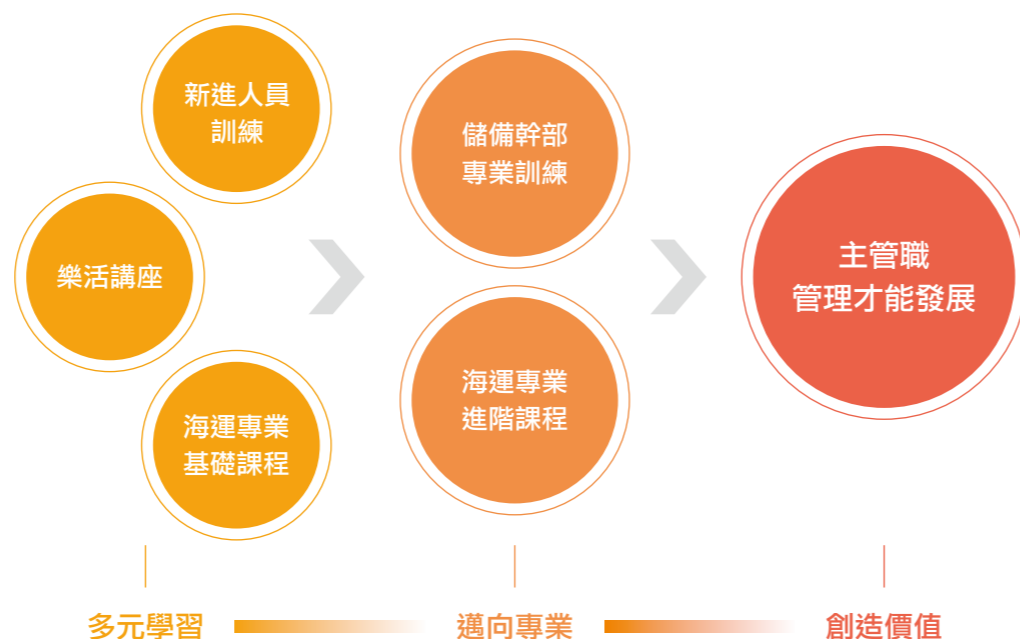 新進人員
訓練
樂活講座
海運專業
基礎課程
儲備幹部
專業訓練
海運專業
進階課程
主管職
管理才能發展
多元學習
邁向專業
創造價值